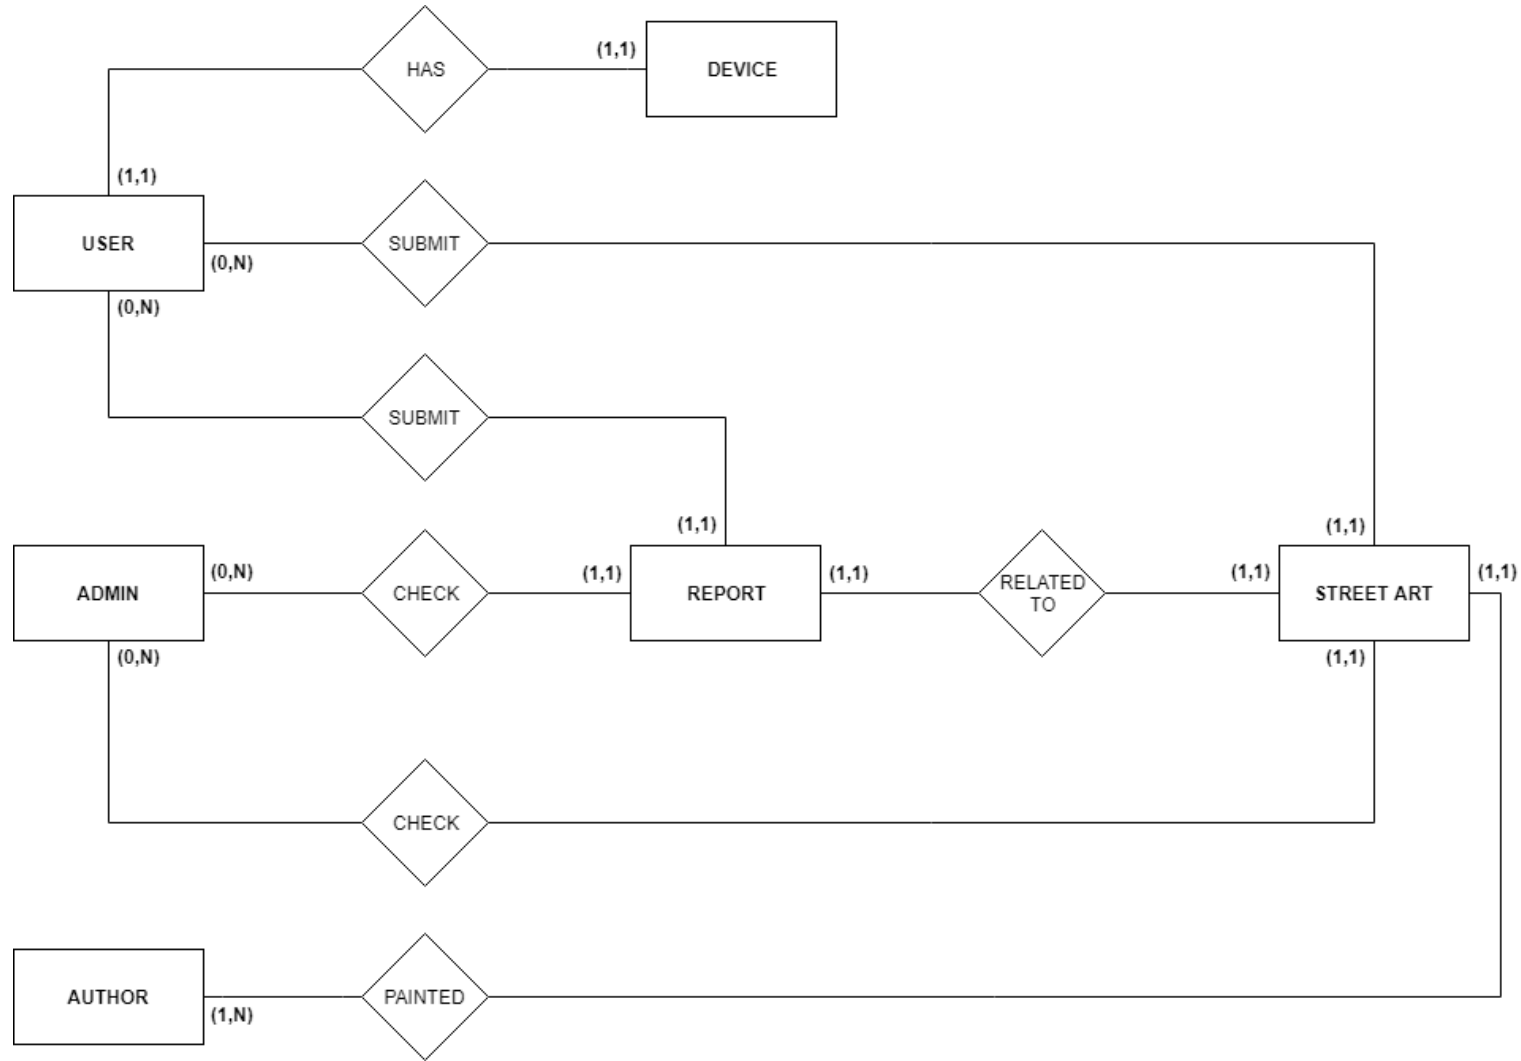 HAS
(1,1)
DEVICE
(1,1)
USER
(0,N)
SUBMIT
(0,N)
SUBMIT
(1,1)
(1,1)
ADMIN
(0,N)
CHECK
(1,1)
REPORT
(1,1)
RELATED
TO
(1,1)
STREET ART
(1,1)
(0,N)
(1,1)
CHECK
AUTHOR
(1,N)
PAINTED